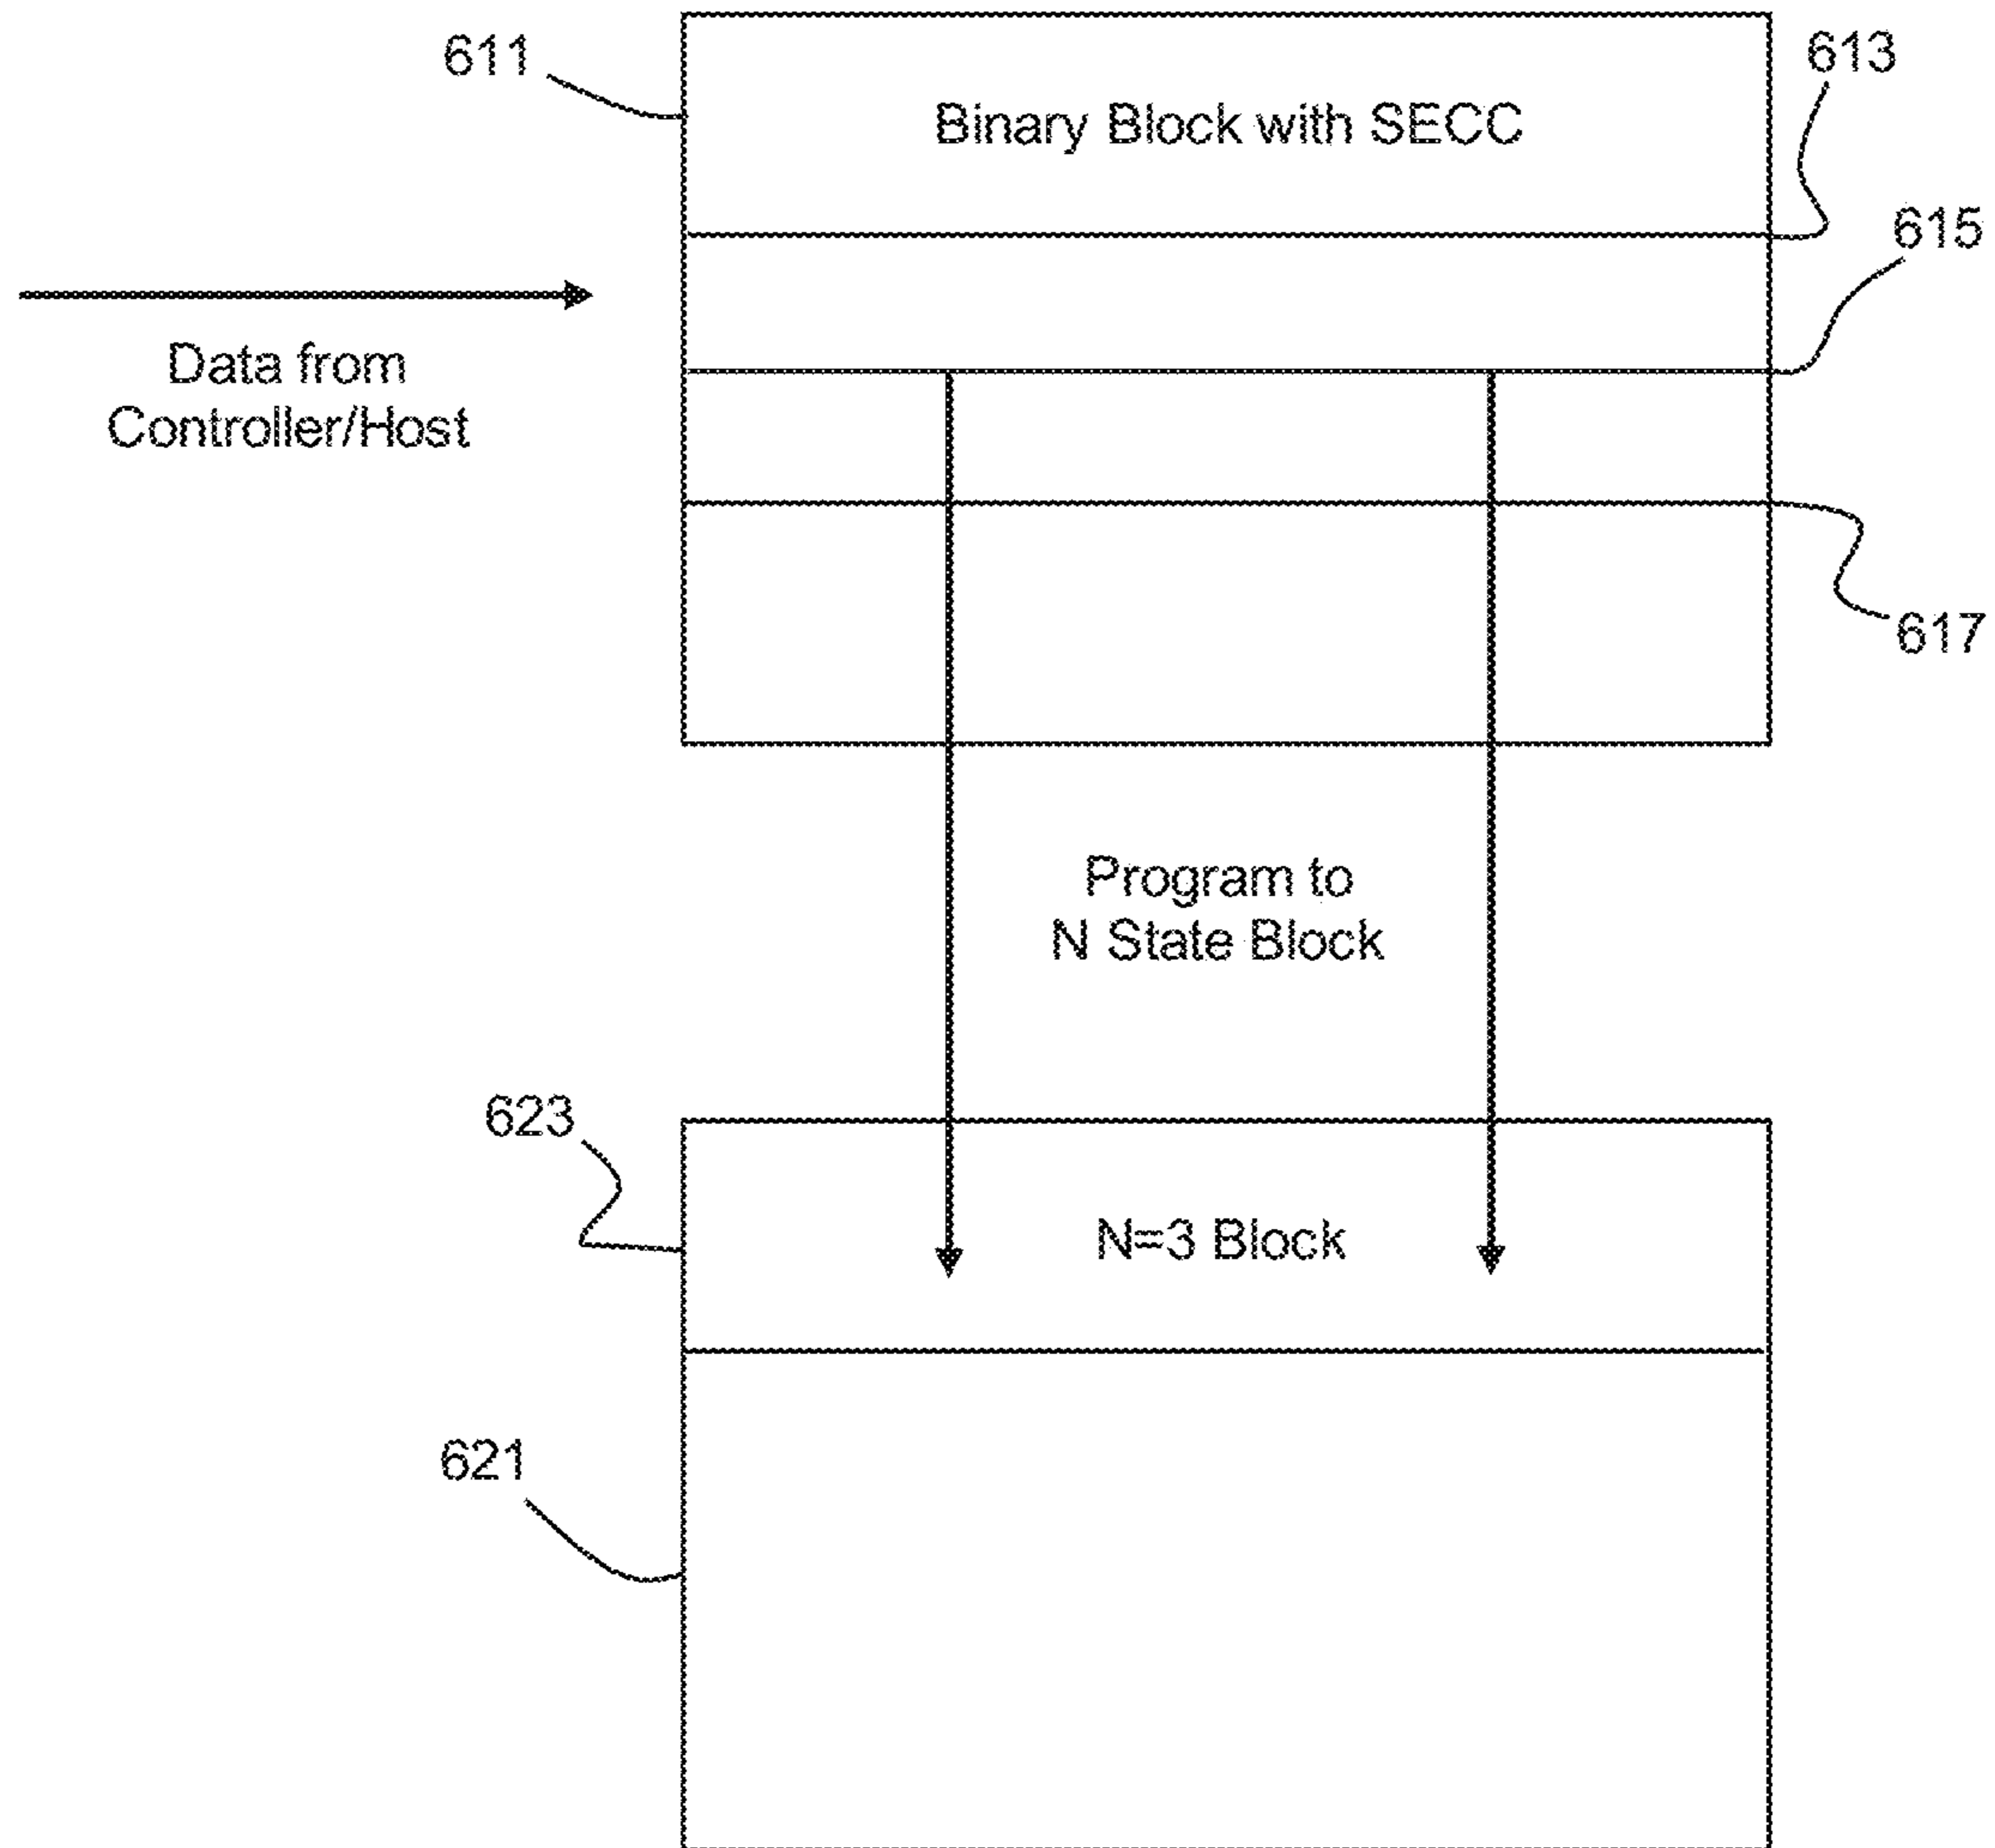 611
613
Binary Block with SECC
615
Data from
Controller/Host
617
Program to
N State Block
623
N=3 Block
621